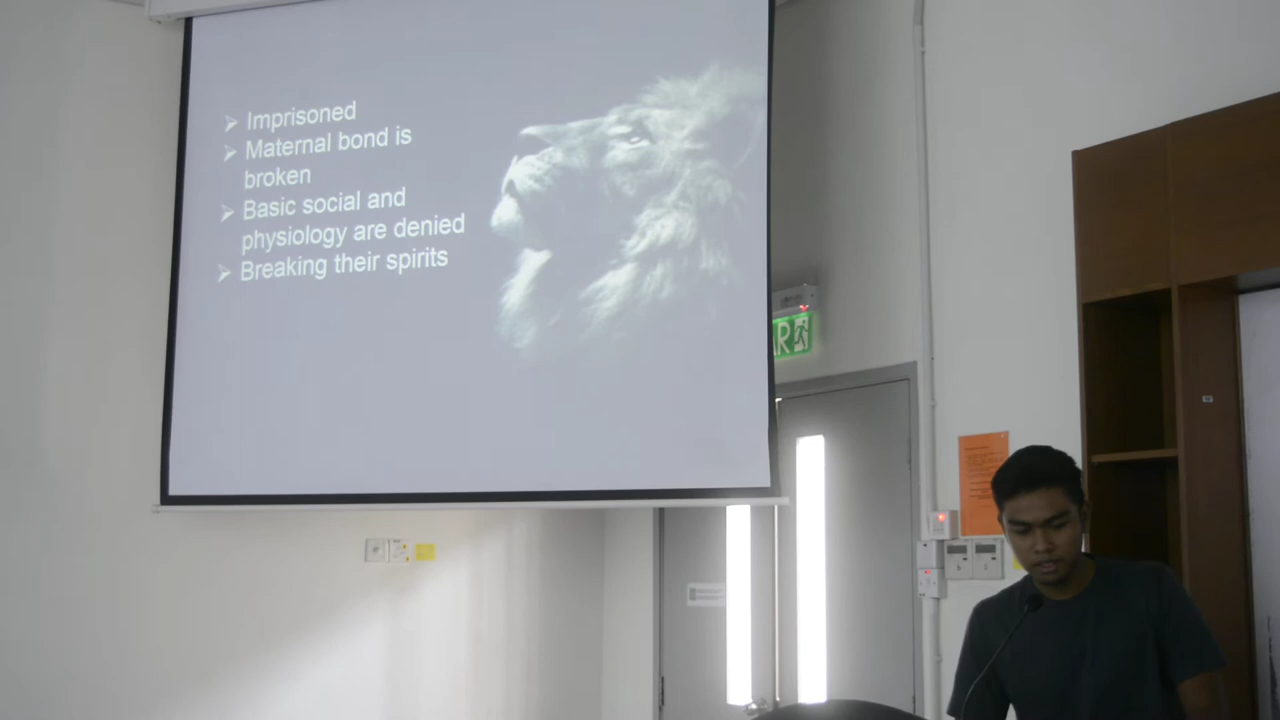 ➢ Imprisoned
➢ Maternal bond is
broken
➢ Basic social and
physiology are denied
➢ Breaking their spirits